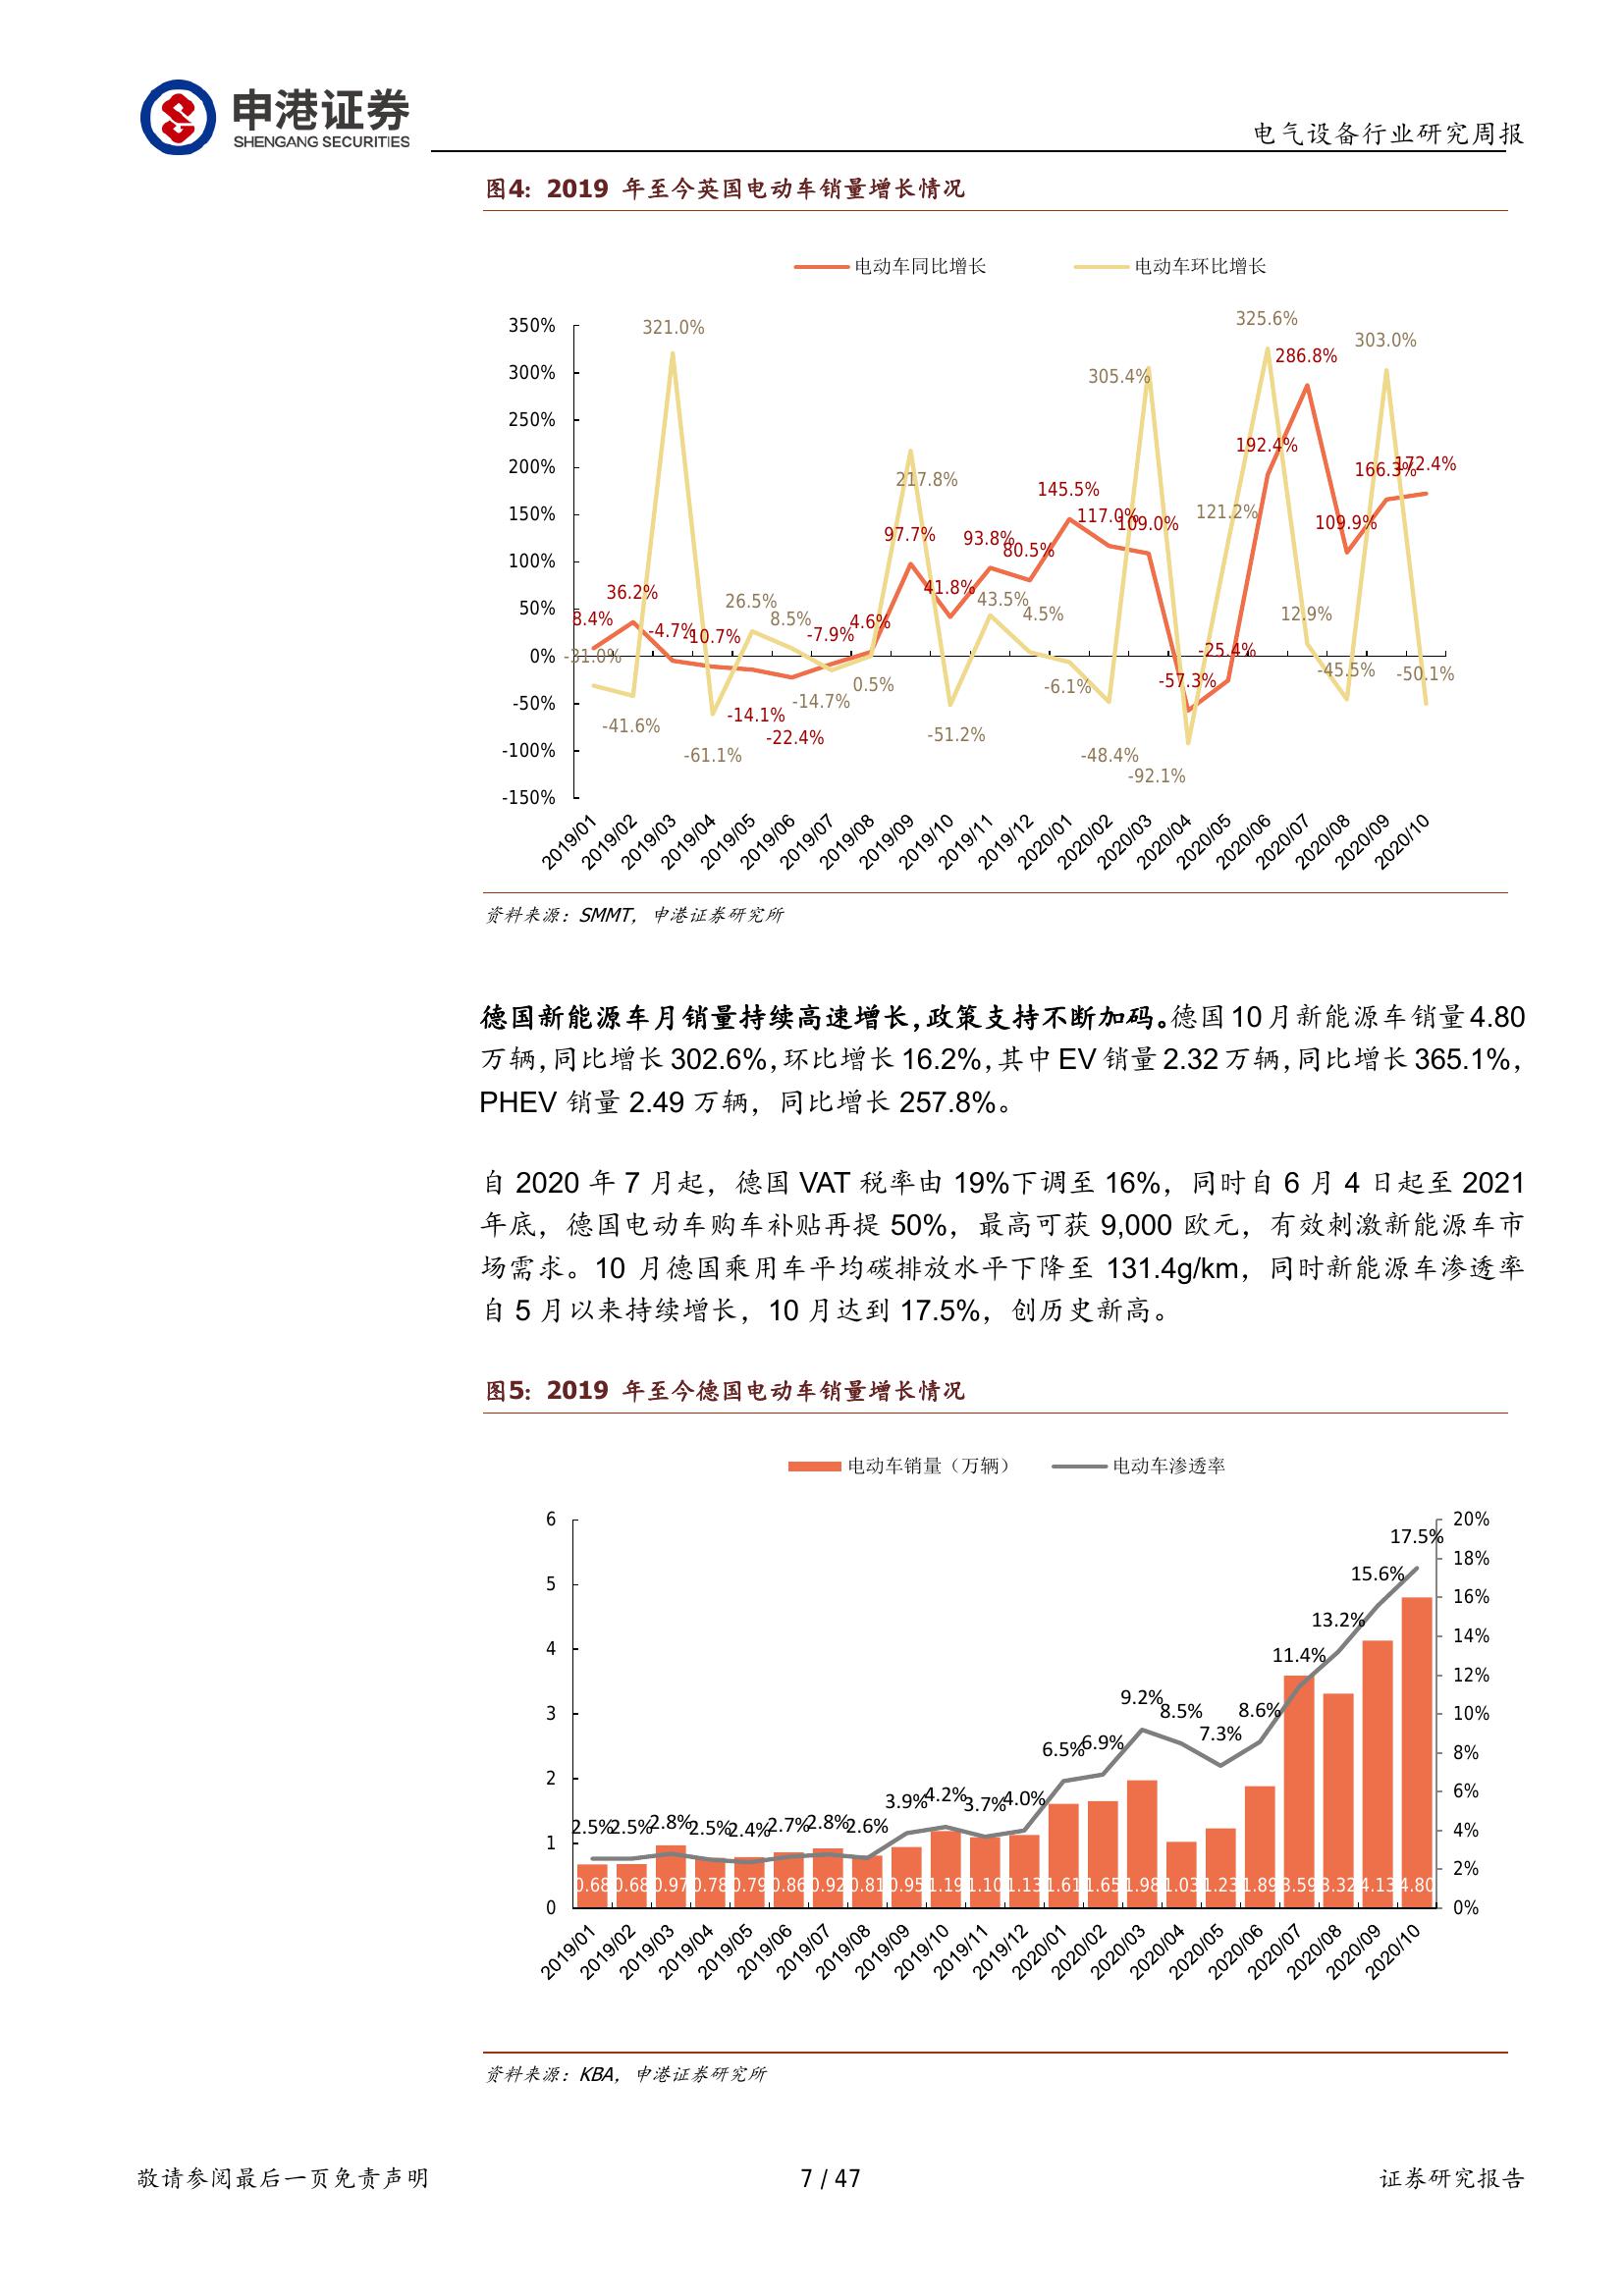 申港证券
SHENGANG SECURITIES
电气设备行业研究周报
图4：2019 年至今英国电动车销量增长情况
电动车同比增长 电动车环比增长
350%
300%
250%
200%
150%
100%
50%
0%
-50%
-100%
-150%
8.4% 36.2% -4.7% -10.7% -14.1% -22.4% -7.9% 4.6% 97.7% 41.8% 93.8% 80.5% 145.5% 117.0% 109.0% -57.3% -25.4% 192.4% 286.8% 109.9% 166.3% 172.4%
-31.0% -41.6% 321.0% -61.1% 26.5% 8.5% -14.7% 0.5% 217.8% -51.2% 43.5% 4.5% -6.1% -48.4% 305.4% -92.1% 121.2% 325.6% 12.9% -45.5% 303.0% -50.1%
2019/01 2019/02 2019/03 2019/04 2019/05 2019/06 2019/07 2019/08 2019/09 2019/10 2019/11 2019/12 2020/01 2020/02 2020/03 2020/04 2020/05 2020/06 2020/07 2020/08 2020/09 2020/10
资料来源：SMMT，申港证券研究所
德国新能源车月销量持续高速增长，政策支持不断加码。德国 10 月新能源车销量 4.80
万辆，同比增长 302.6%，环比增长 16.2%，其中 EV 销量 2.32 万辆，同比增长 365.1%，
PHEV 销量 2.49 万辆，同比增长 257.8%。
自 2020 年 7 月起，德国 VAT 税率由 19%下调至 16%，同时自 6 月 4 日起至 2021
年底，德国电动车购车补贴再提 50%，最高可获 9,000 欧元，有效刺激新能源车市
场需求。10 月德国乘用车平均碳排放水平下降至 131.4g/km，同时新能源车渗透率
自 5 月以来持续增长，10 月达到 17.5%，创历史新高。
图5：2019 年至今德国电动车销量增长情况
电动车销量（万辆） 电动车渗透率
6
5
4
3
2
1
0
20%
18%
16%
14%
12%
10%
8%
6%
4%
2%
0%
2.5% 2.5% 2.8% 2.5% 2.4% 2.7% 2.8% 2.6% 3.9% 4.2% 3.7% 4.0% 6.5% 6.9% 9.2% 8.5% 7.3% 8.6% 11.4% 13.2% 15.6% 17.5%
0.68 0.68 0.97 0.78 0.79 0.86 0.92 0.81 0.95 1.19 1.10 1.13 1.61 1.65 1.98 1.03 1.23 1.89 3.59 3.32 4.13 4.80
2019/01 2019/02 2019/03 2019/04 2019/05 2019/06 2019/07 2019/08 2019/09 2019/10 2019/11 2019/12 2020/01 2020/02 2020/03 2020/04 2020/05 2020/06 2020/07 2020/08 2020/09 2020/10
资料来源：KBA，申港证券研究所
敬请参阅最后一页免责声明
7 / 47
证券研究报告